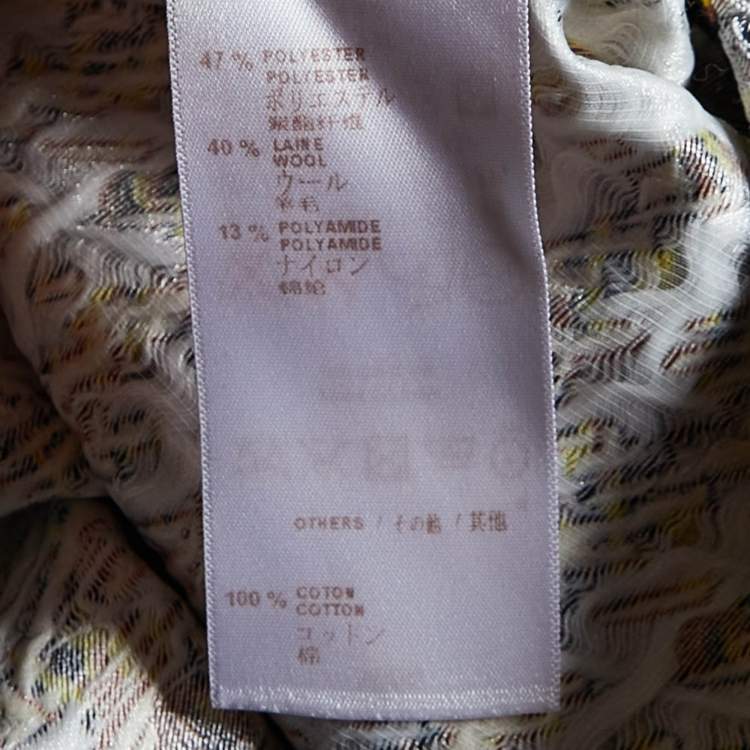 47 % POLYESTER
POLYESTER
ポリエステル
聚酯纤维
40 % LAINE
WOOL
ウール
羊毛
13 % POLYAMIDE
POLYAMIDE
ナイロン
锦纶
OTHERS / その他 / 其他
100 % COTON
COTTON
コットン
棉